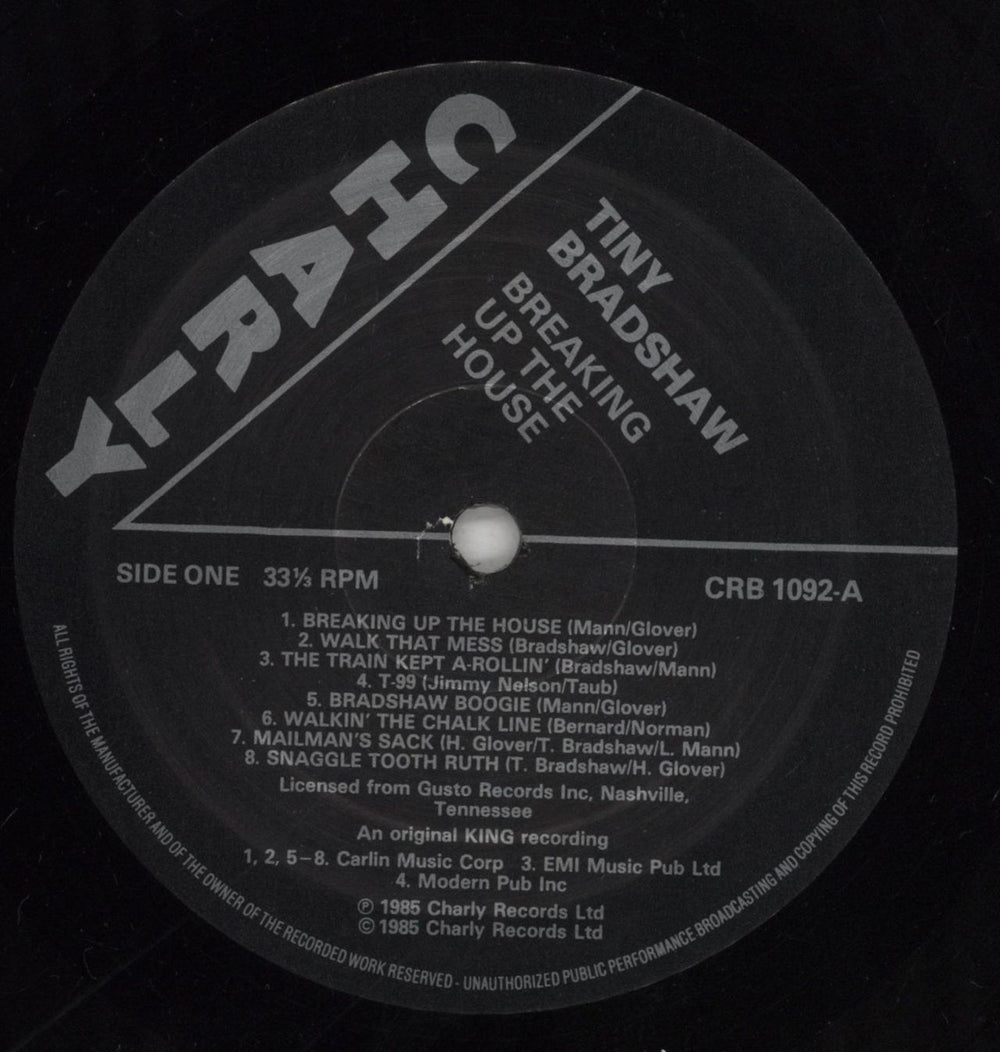 CHARLY
TINY
BRADSHAW
BREAKING
UP THE
HOUSE
SIDE ONE 33⅓ RPM
CRB 1092-A
1. BREAKING UP THE HOUSE (Mann/Glover)
2. WALK THAT MESS (Bradshaw/Glover)
3. THE TRAIN KEPT A-ROLLIN' (Bradshaw/Mann)
4. T-99 (Jimmy Nelson/Taub)
5. BRADSHAW BOOGIE (Mann/Glover)
6. WALKIN' THE CHALK LINE (Bernard/Norman)
7. MAILMAN'S SACK (H. Glover/T. Bradshaw/L. Mann)
8. SNAGGLE TOOTH RUTH (T. Bradshaw/H. Glover)
Licensed from Gusto Records Inc, Nashville,
Tennessee
An original KING recording
1, 2, 5–8. Carlin Music Corp 3. EMI Music Pub Ltd
4. Modern Pub Inc
℗ 1985 Charly Records Ltd
© 1985 Charly Records Ltd
ALL RIGHTS OF THE MANUFACTURER AND OF THE OWNER OF THE RECORDED WORK RESERVED - UNAUTHORIZED PUBLIC PERFORMANCE BROADCASTING AND COPYING OF THIS RECORD PROHIBITED